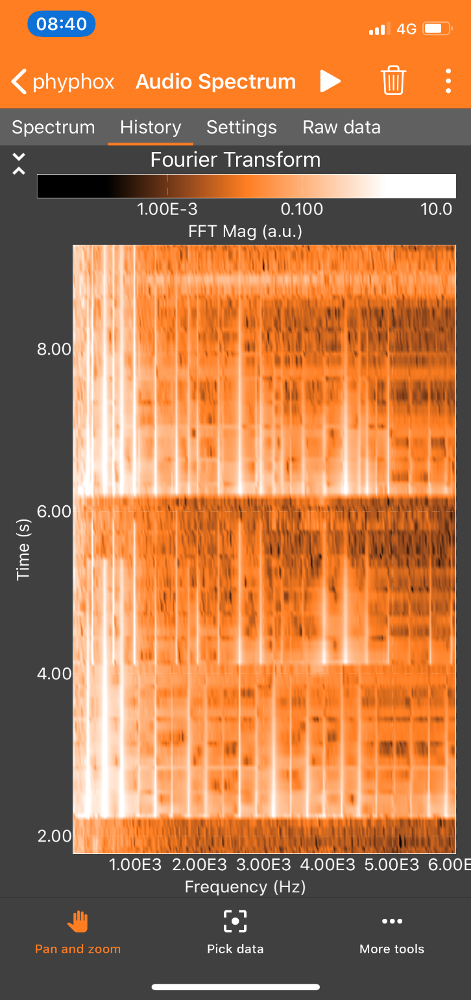 08:40
4G
phyphox Audio Spectrum
Spectrum History Settings Raw data
Fourier Transform
1.00E-3 0.100 10.0
FFT Mag (a.u.)
8.00
6.00
4.00
2.00
Time (s)
1.00E3 2.00E3 3.00E3 4.00E3 5.00E3 6.00E
Frequency (Hz)
Pan and zoom Pick data More tools